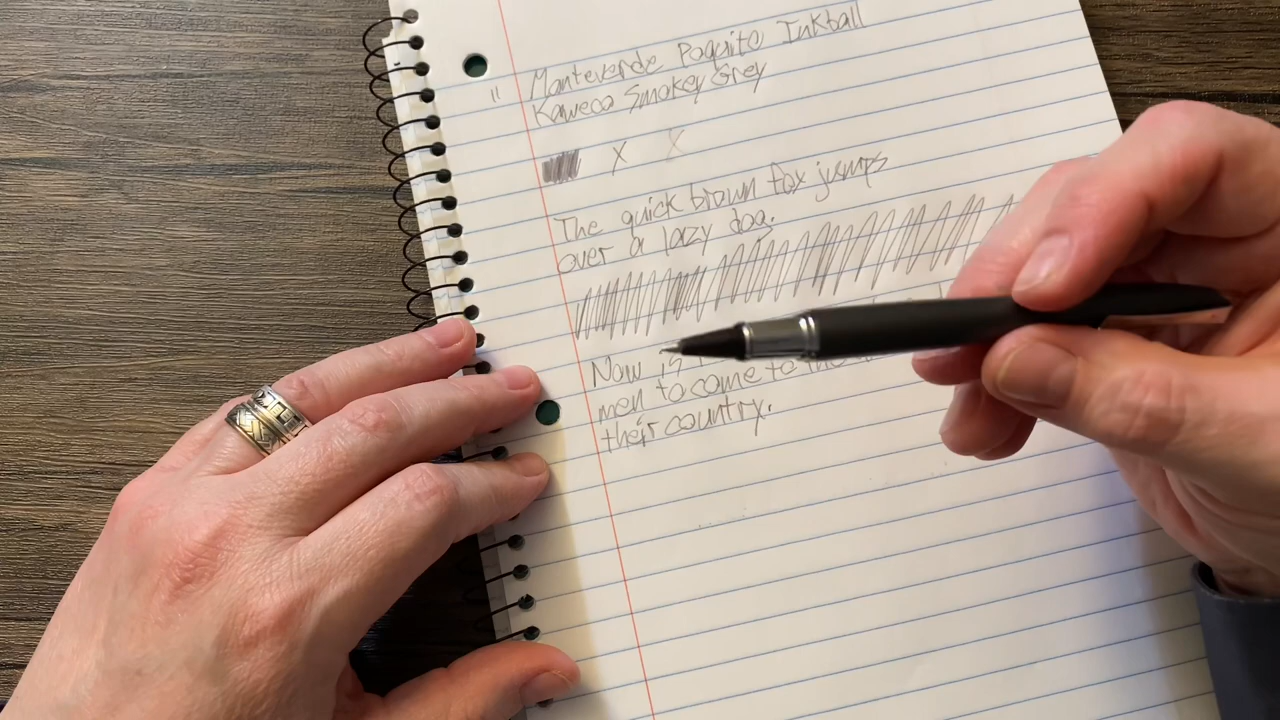 Monteverde Poquito Inkball
" Kaweco Smokey Grey
X X
The quick brown fox jumps
over a lazy dog.
Now is
men to come to the
their country.